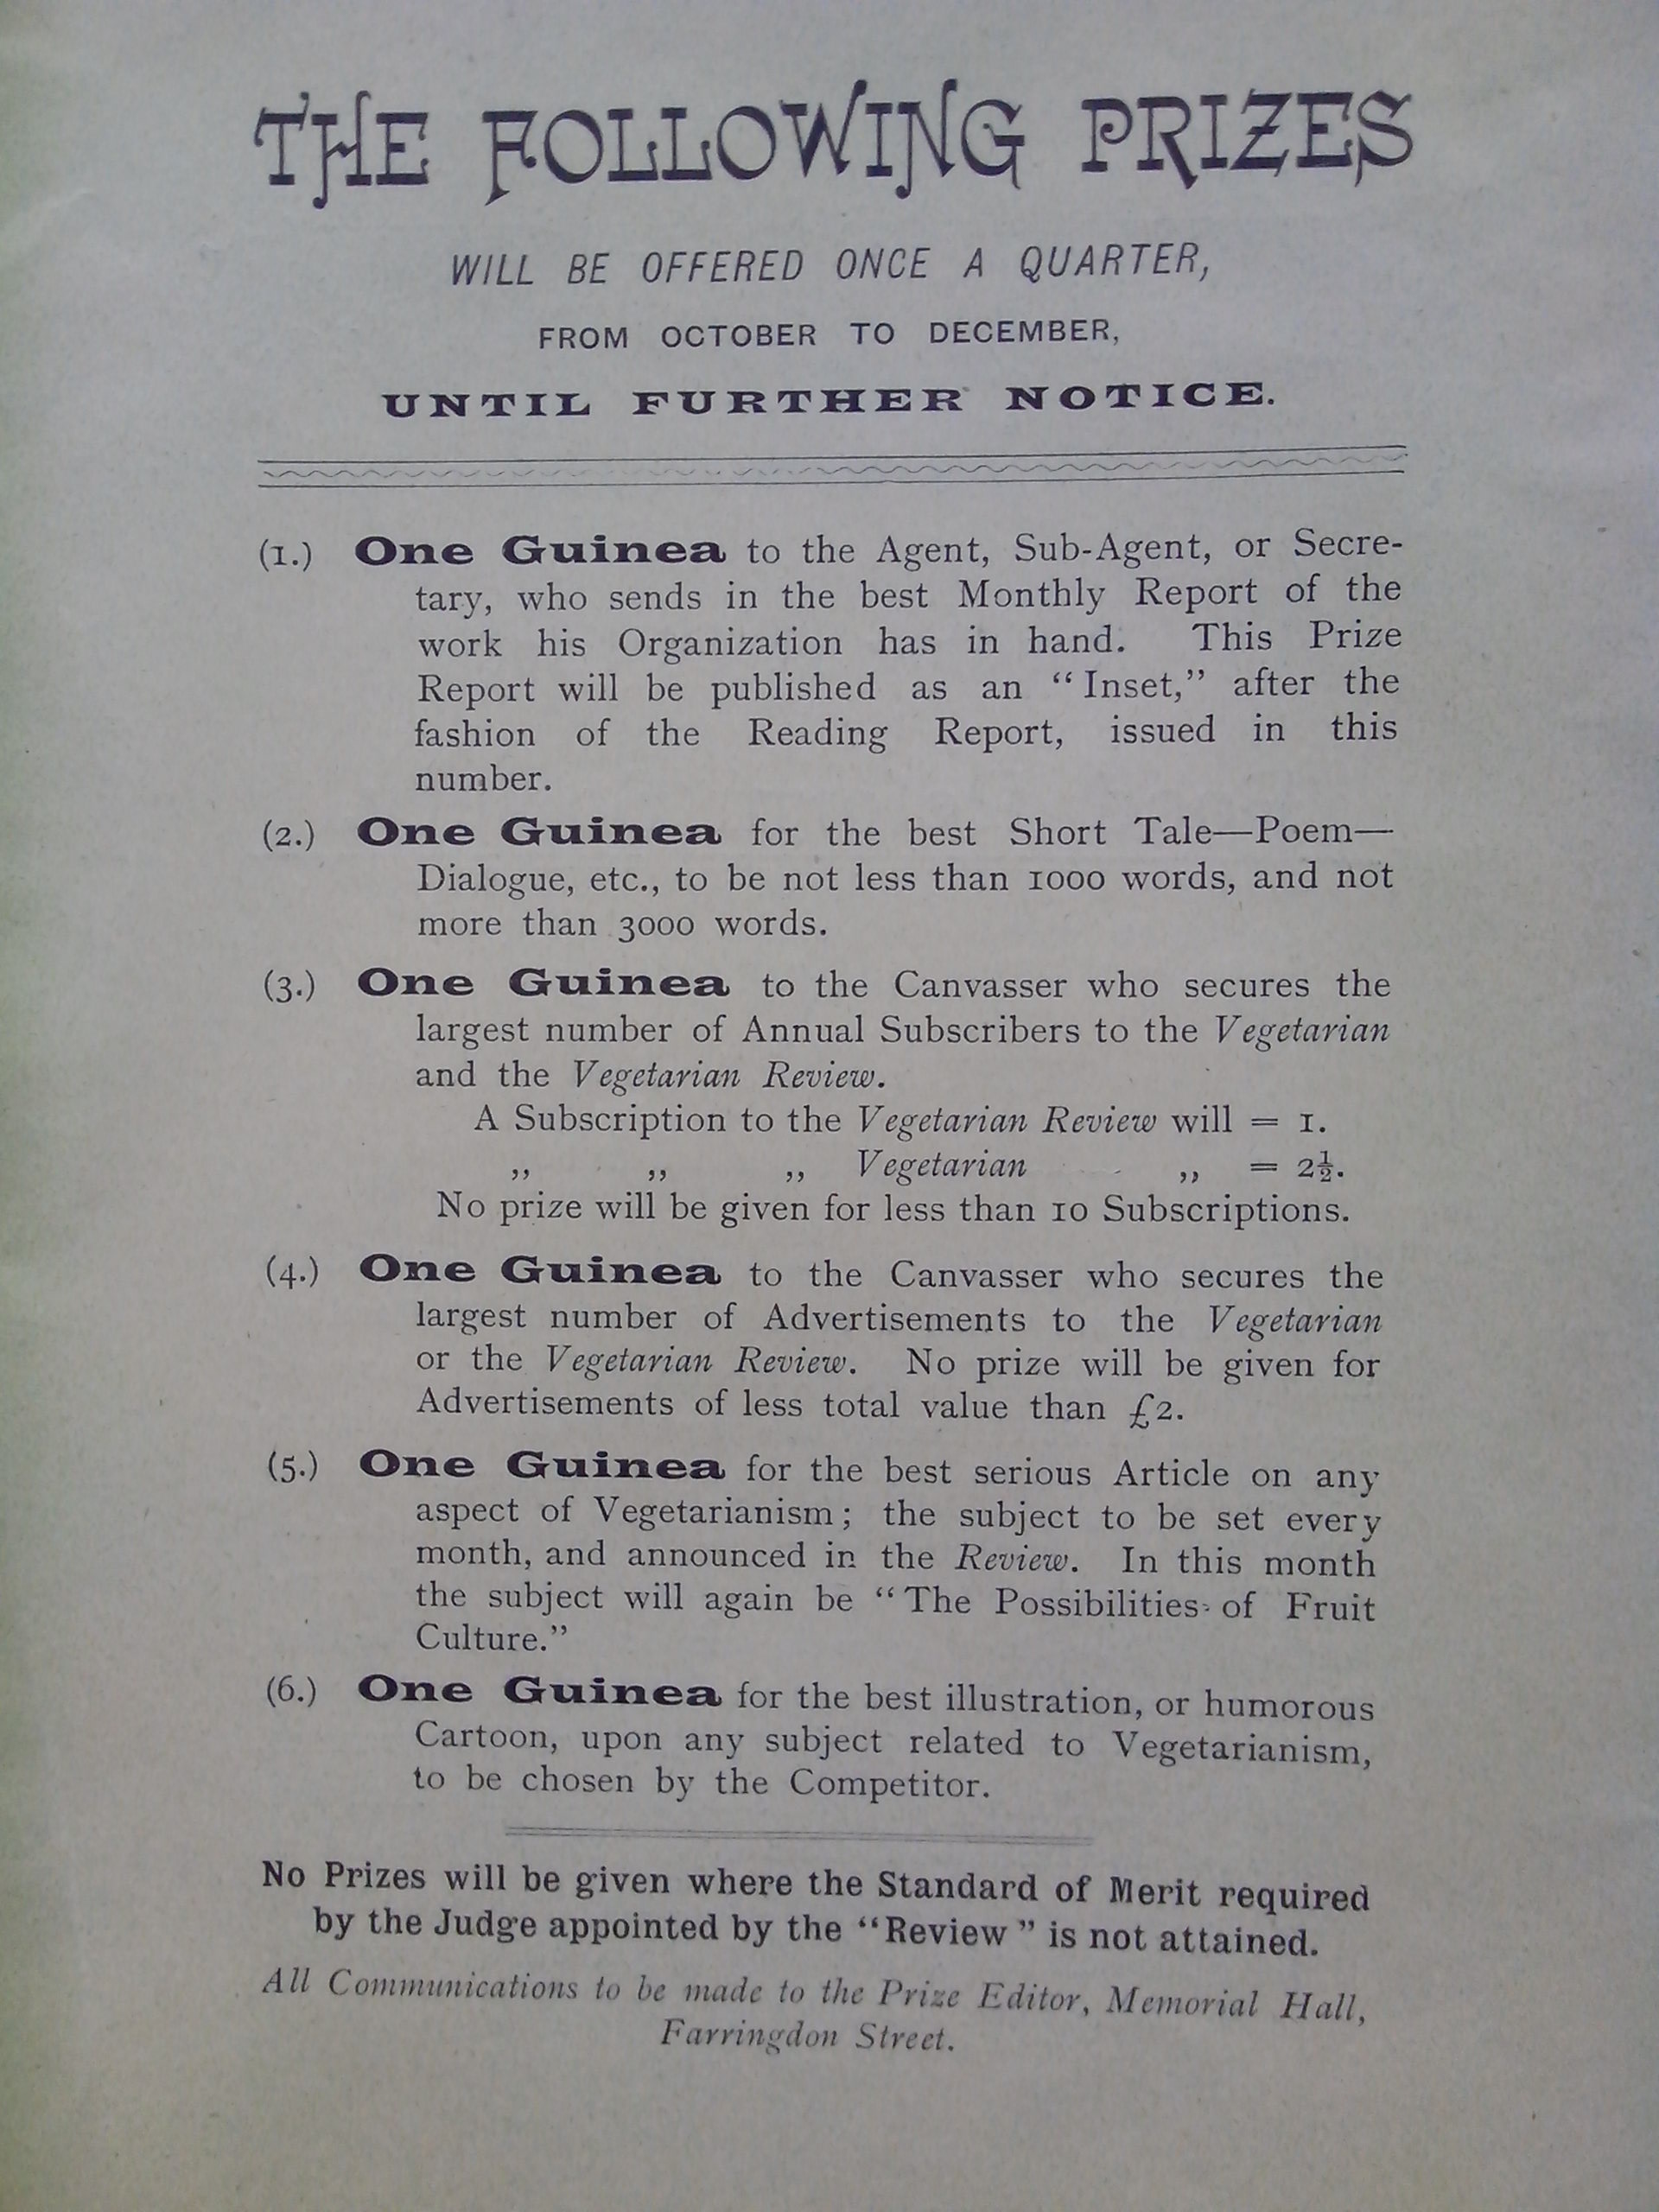 THE FOLLOWING PRIZES
WILL BE OFFERED ONCE A QUARTER,
FROM OCTOBER TO DECEMBER,
UNTIL FURTHER NOTICE.
(1.) One Guinea to the Agent, Sub-Agent, or Secre-
tary, who sends in the best Monthly Report of the
work his Organization has in hand. This Prize
Report will be published as an “Inset,” after the
fashion of the Reading Report, issued in this
number.
(2.) One Guinea for the best Short Tale—Poem—
Dialogue, etc., to be not less than 1000 words, and not
more than 3000 words.
(3.) One Guinea to the Canvasser who secures the
largest number of Annual Subscribers to the Vegetarian
and the Vegetarian Review.
A Subscription to the Vegetarian Review will = 1.
„ „ „ Vegetarian „ = 2½.
No prize will be given for less than 10 Subscriptions.
(4.) One Guinea to the Canvasser who secures the
largest number of Advertisements to the Vegetarian
or the Vegetarian Review. No prize will be given for
Advertisements of less total value than £2.
(5.) One Guinea for the best serious Article on any
aspect of Vegetarianism; the subject to be set every
month, and announced in the Review. In this month
the subject will again be “The Possibilities of Fruit
Culture.”
(6.) One Guinea for the best illustration, or humorous
Cartoon, upon any subject related to Vegetarianism,
to be chosen by the Competitor.
No Prizes will be given where the Standard of Merit required
by the Judge appointed by the “Review” is not attained.
All Communications to be made to the Prize Editor, Memorial Hall,
Farringdon Street.